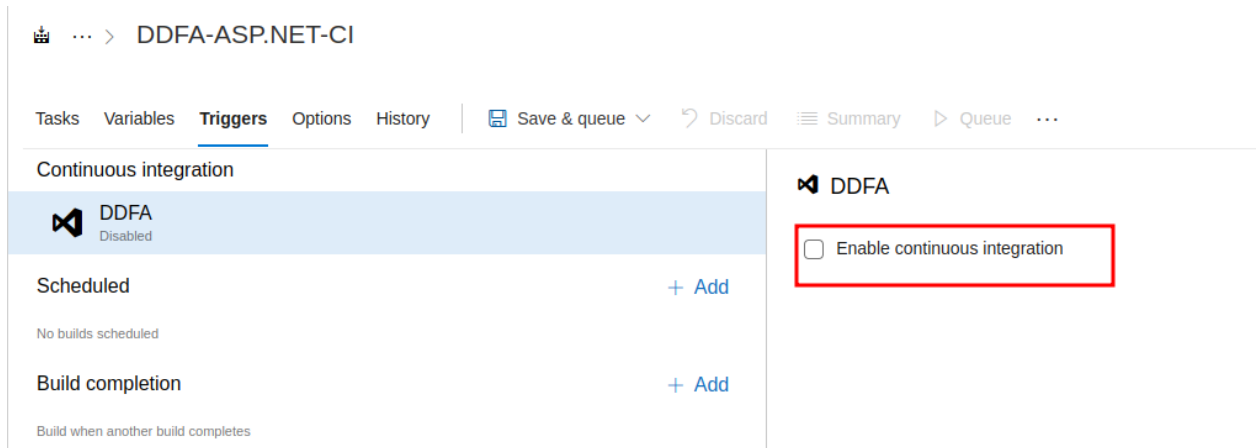 ··· > DDFA-ASP.NET-CI
Tasks Variables Triggers Options History Save & queue Discard Summary Queue ···
Continuous integration
DDFA
Disabled
Scheduled
+ Add
No builds scheduled
Build completion
+ Add
Build when another build completes
DDFA
Enable continuous integration